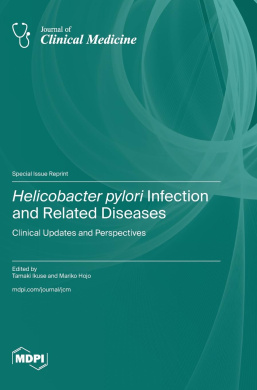 Journal of
Clinical Medicine
Special Issue Reprint
Helicobacter pylori Infection
and Related Diseases
Clinical Updates and Perspectives
Edited by
Tamaki Ikuse and Mariko Hojo
mdpi.com/journal/jcm
MDPI